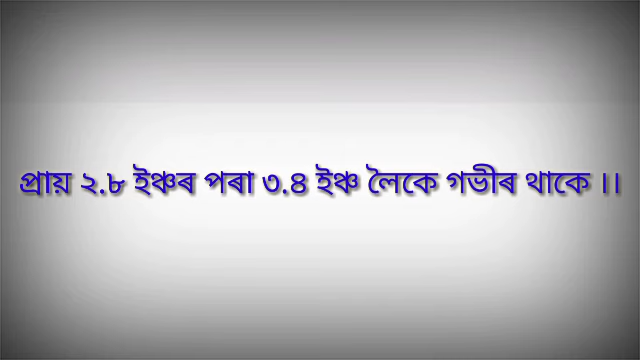 প্ৰায় ২.৮ ইঞ্চৰ পৰা ৩.৪ ইঞ্চ লৈকে গভীৰ থাকে ।।